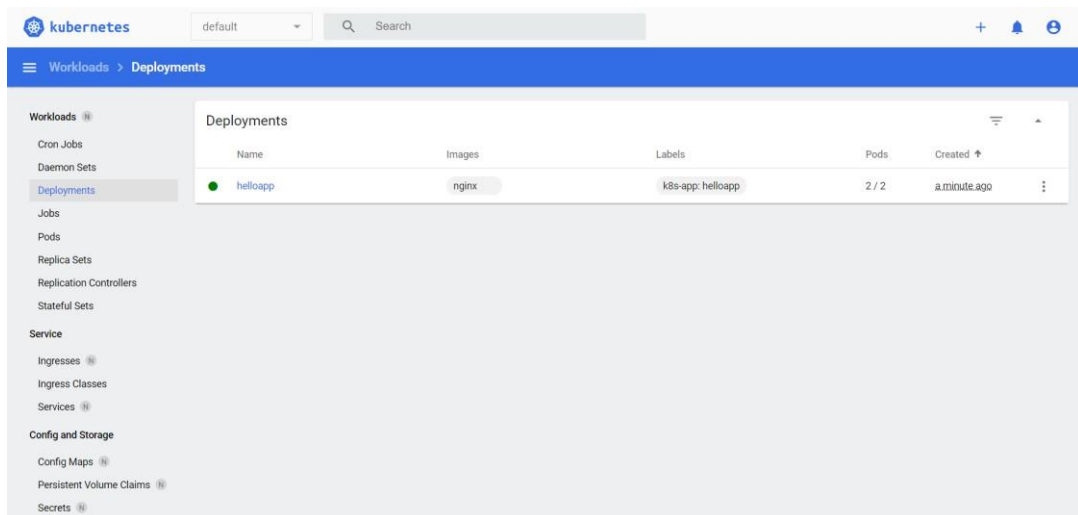 kubernetes
default
Search
Workloads > Deployments
Workloads N
Cron Jobs
Daemon Sets
Deployments
Jobs
Pods
Replica Sets
Replication Controllers
Stateful Sets
Service
Ingresses N
Ingress Classes
Services N
Config and Storage
Config Maps N
Persistent Volume Claims N
Secrets N
Deployments
Name Images Labels Pods Created
helloapp nginx k8s-app: helloapp 2 / 2 a minute ago